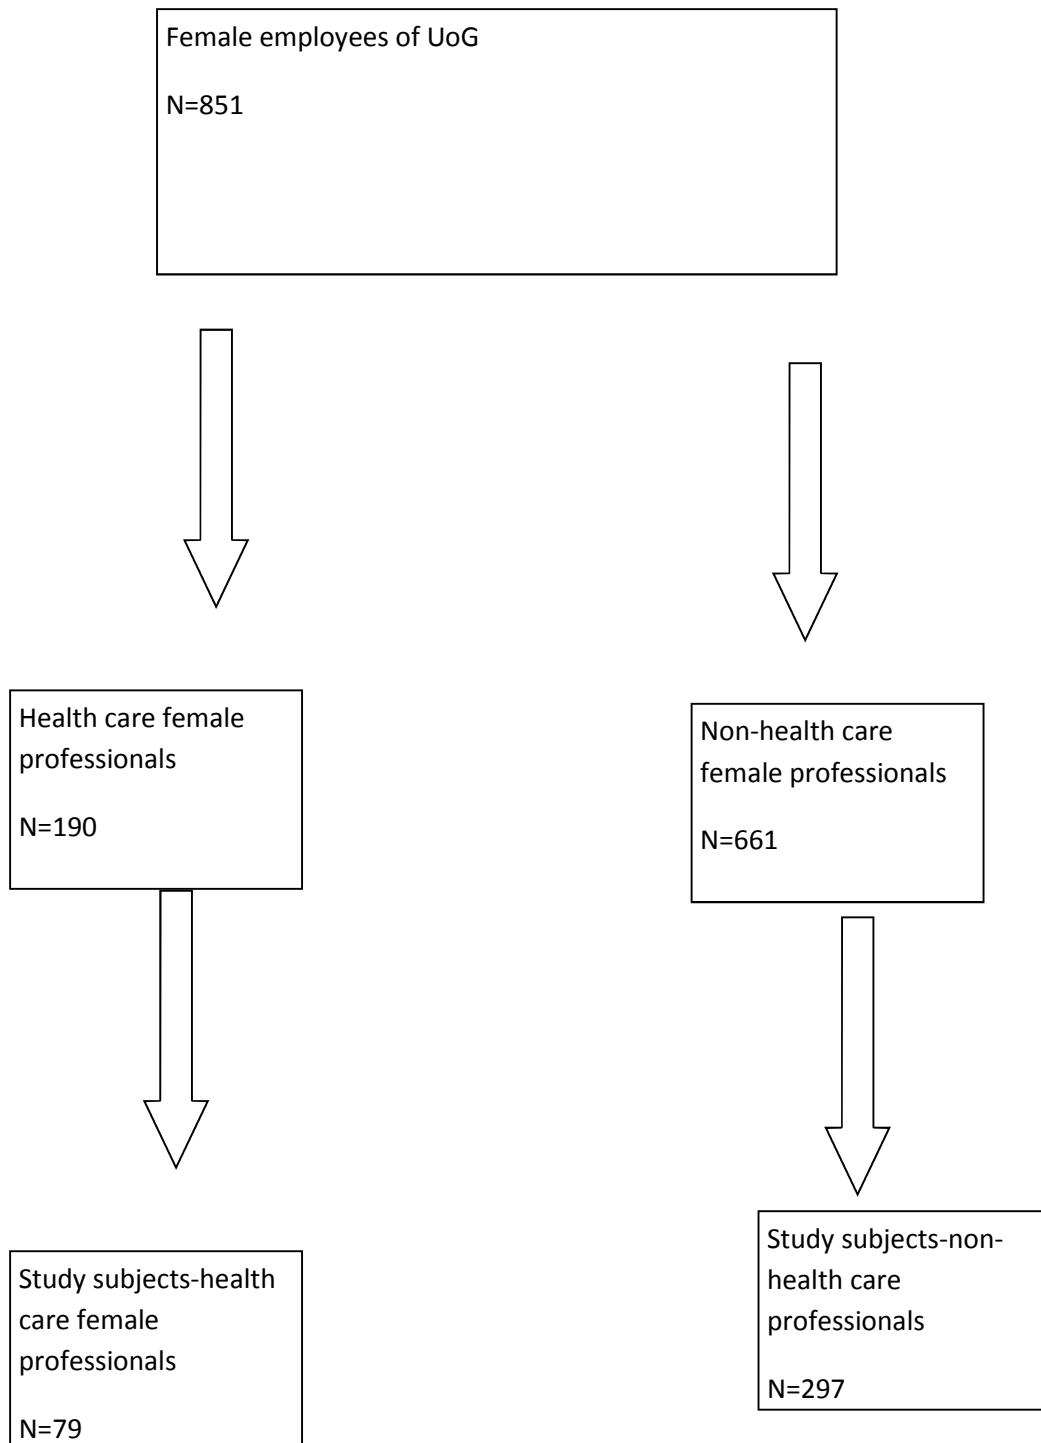 Female employees of UoG
N=851
Health care female
professionals
N=190
Non-health care
female professionals
N=661
Study subjects-health
care female
professionals
N=79
Study subjects-non-
health care
professionals
N=297